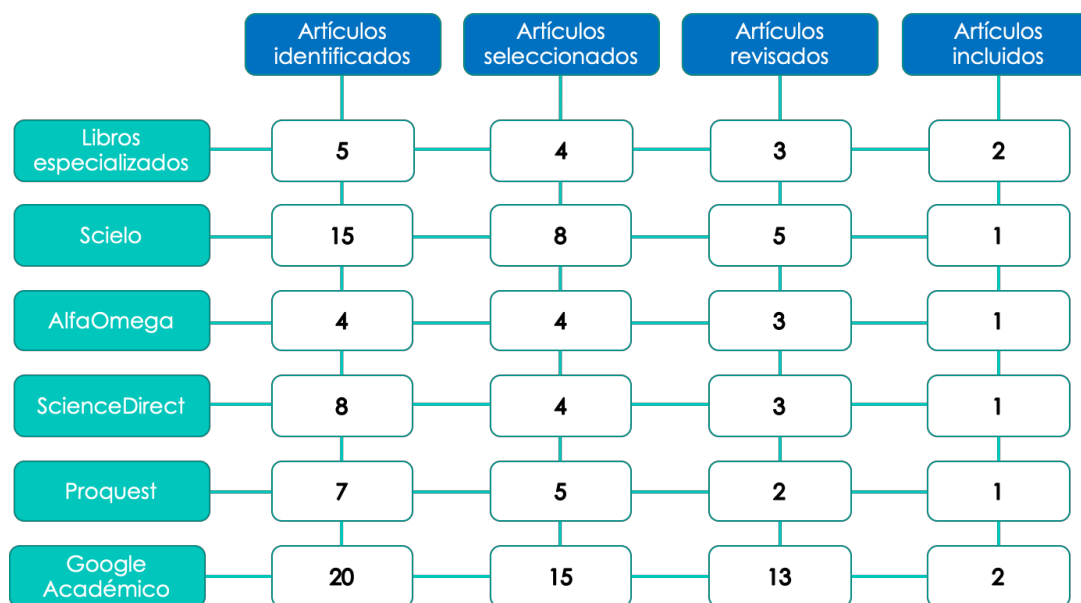 Artículos
identificados
Artículos
seleccionados
Artículos
revisados
Artículos
incluidos
Libros
especializados
5
4
3
2
Scielo
15
8
5
1
AlfaOmega
4
4
3
1
ScienceDirect
8
4
3
1
Proquest
7
5
2
1
Google
Académico
20
15
13
2